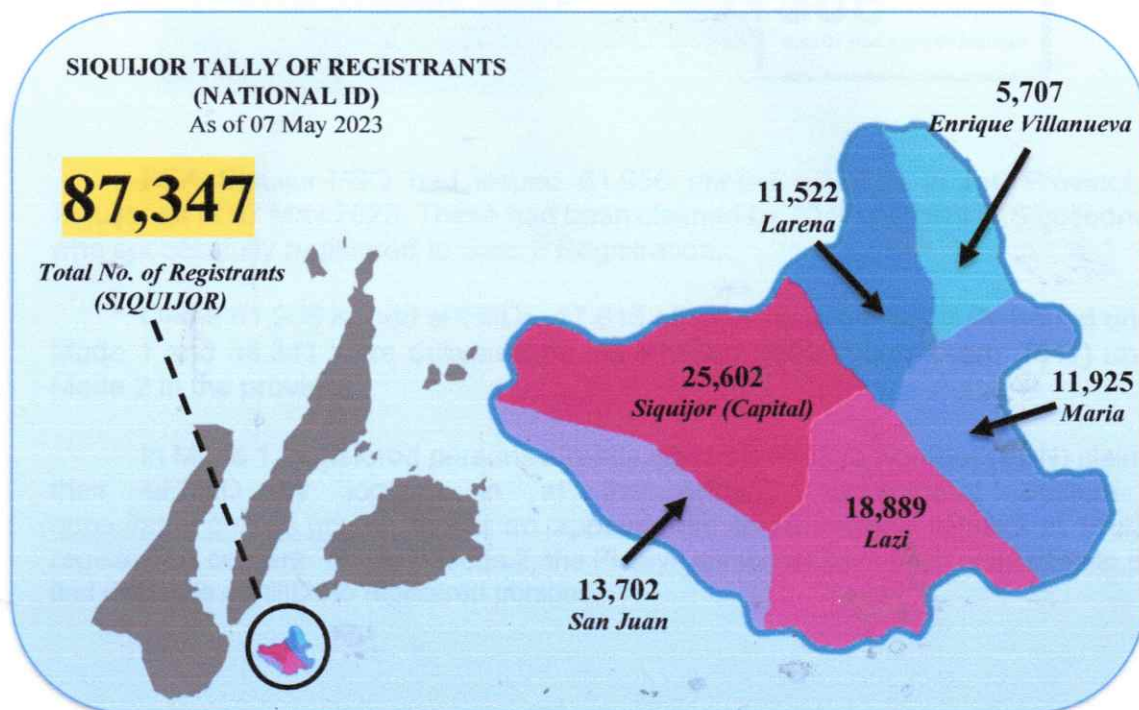 SIQUIJOR TALLY OF REGISTRANTS
(NATIONAL ID)
As of 07 May 2023
87,347
Total No. of Registrants
(SIQUIJOR)
5,707
Enrique Villanueva
11,522
Larena
25,602
Siquijor (Capital)
11,925
Maria
18,889
Lazi
13,702
San Juan